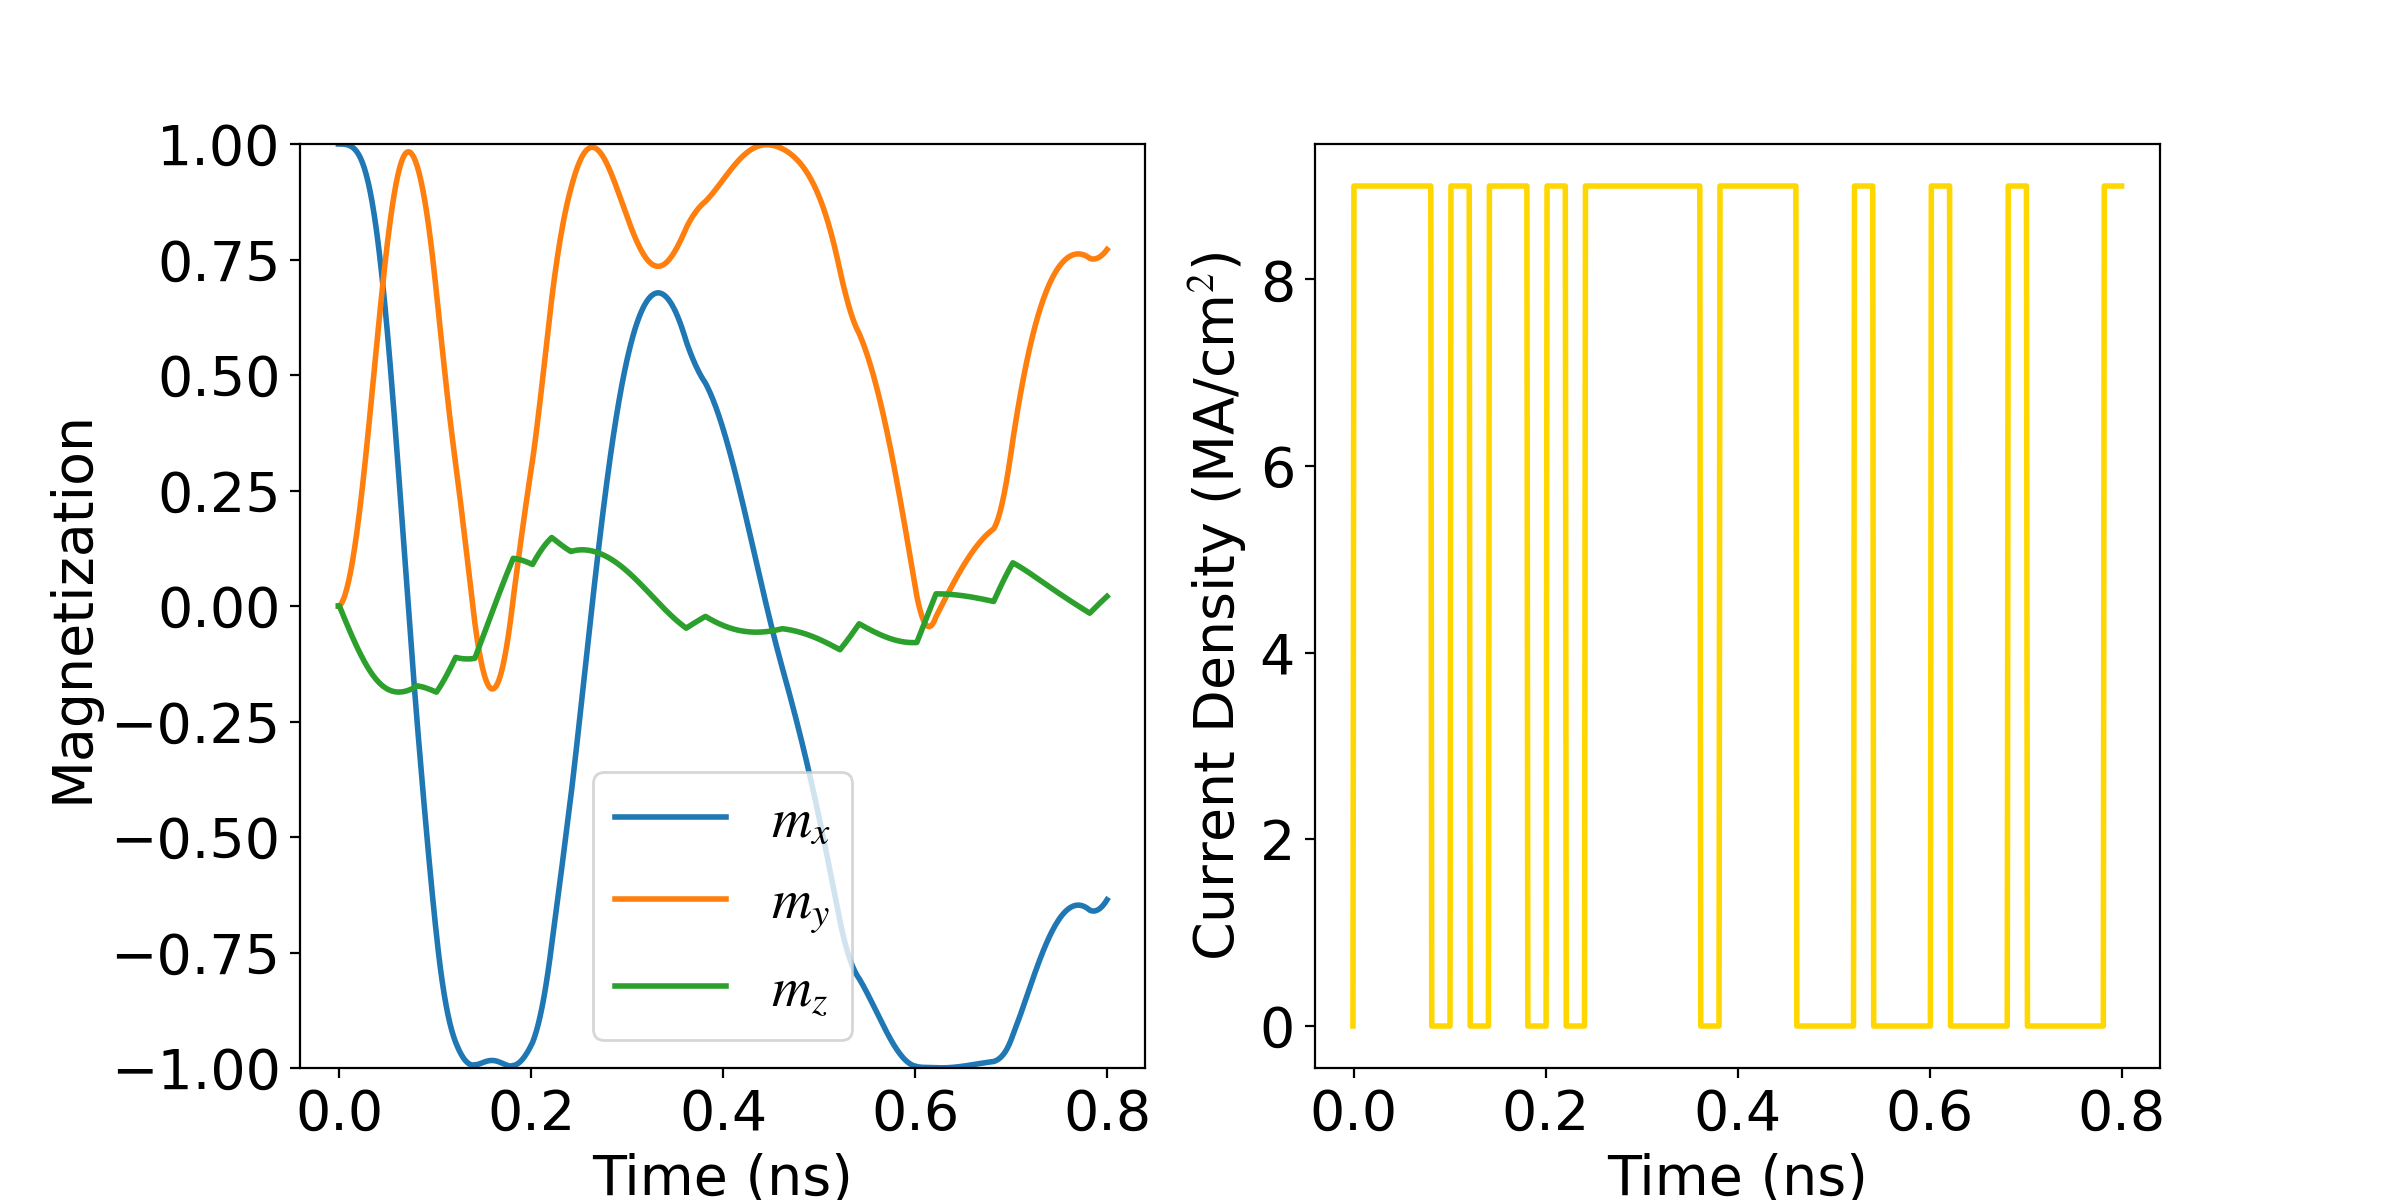 1.00
0.75
0.50
0.25
0.00
−0.25
−0.50
−0.75
−1.00
Magnetization
m_x
m_y
m_z
0.0 0.2 0.4 0.6 0.8
Time (ns)
8
6
4
2
0
Current Density (MA/cm²)
0.0 0.2 0.4 0.6 0.8
Time (ns)